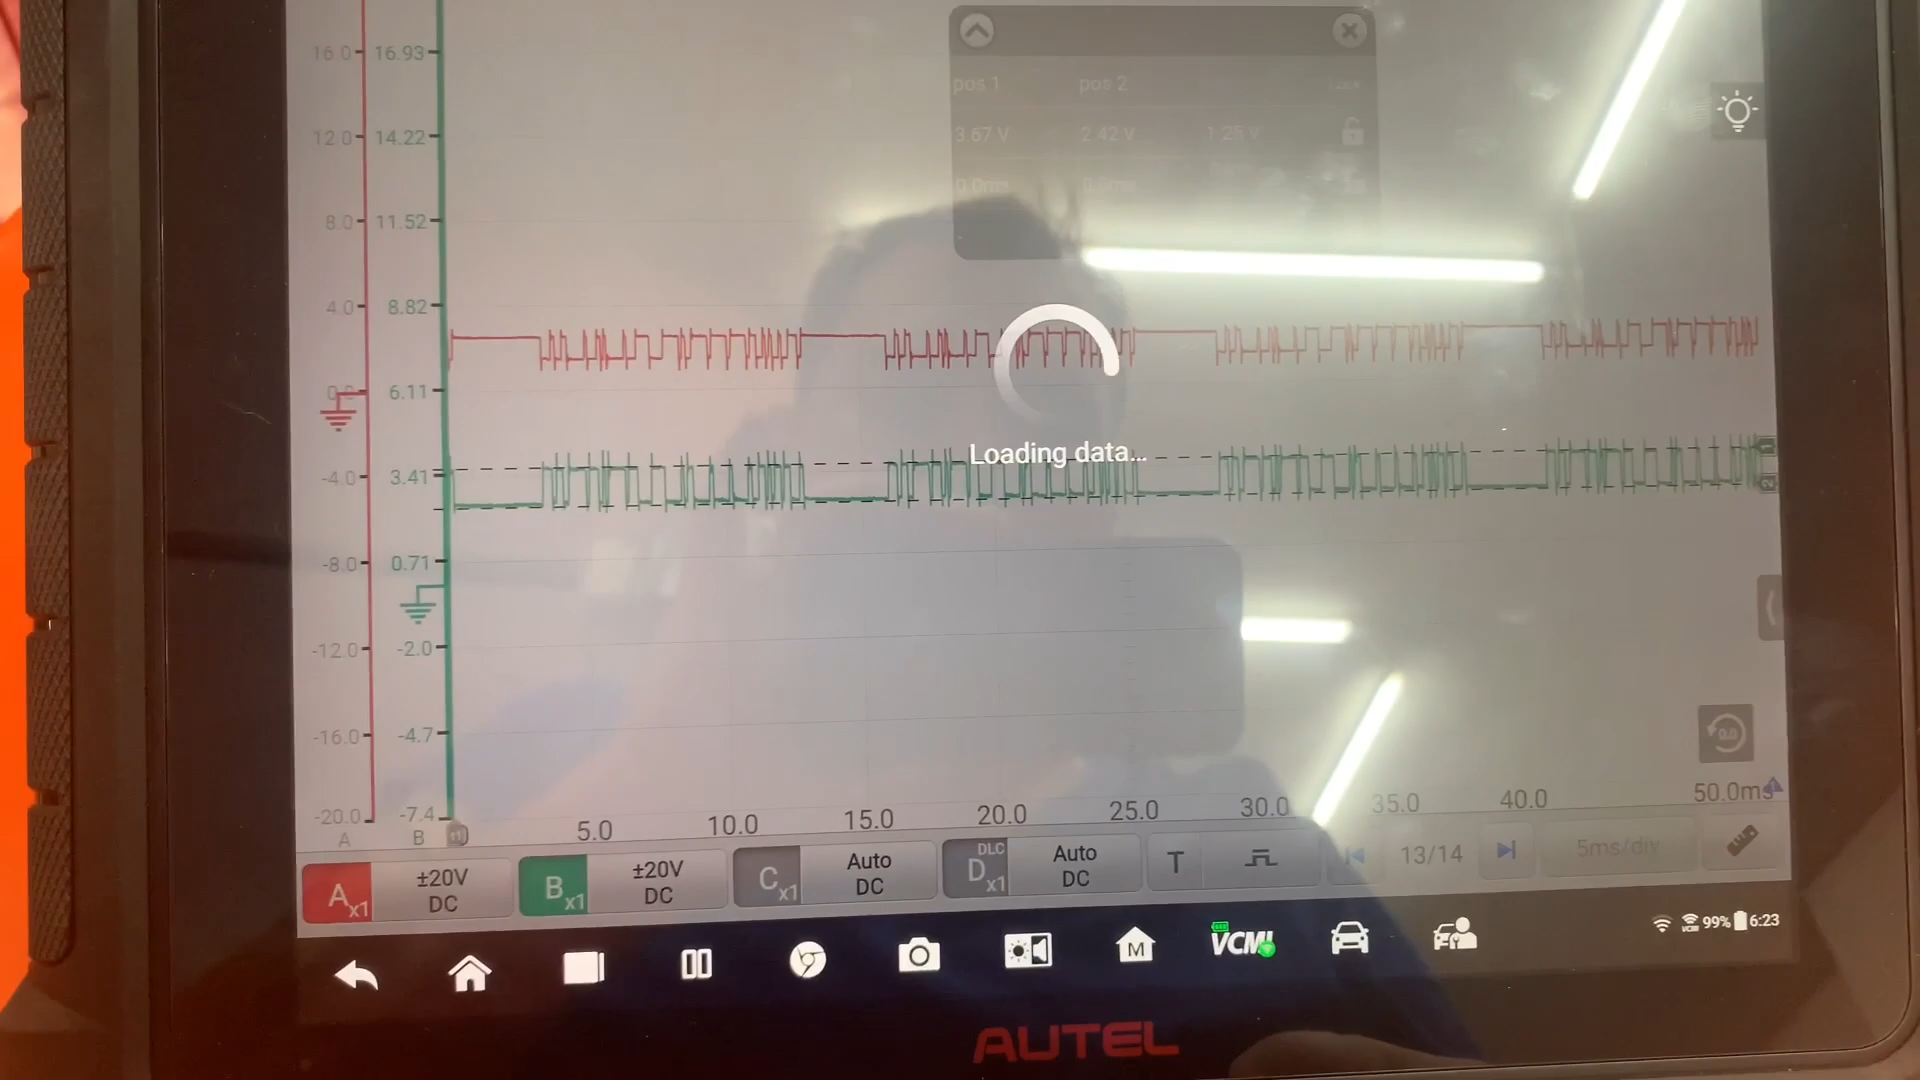 16.0 16.93
pos 1 pos 2
12.0 14.22
3.67 V 2.42 V 1.25 V
8.0 11.52
4.0 8.82
6.11
Loading data...
-4.0 3.41
-8.0 0.71
-12.0 -2.0
0.0
-16.0 -4.7
-20.0 -7.4
A B
5.0 10.0 15.0 20.0 25.0 30.0 35.0 40.0 50.0ms
A x1 ±20V DC
B x1 ±20V DC
C x1 Auto DC
DLC D x1 Auto DC
T 13/14 5ms/div
M VCMI 99% 6:23
AUTEL